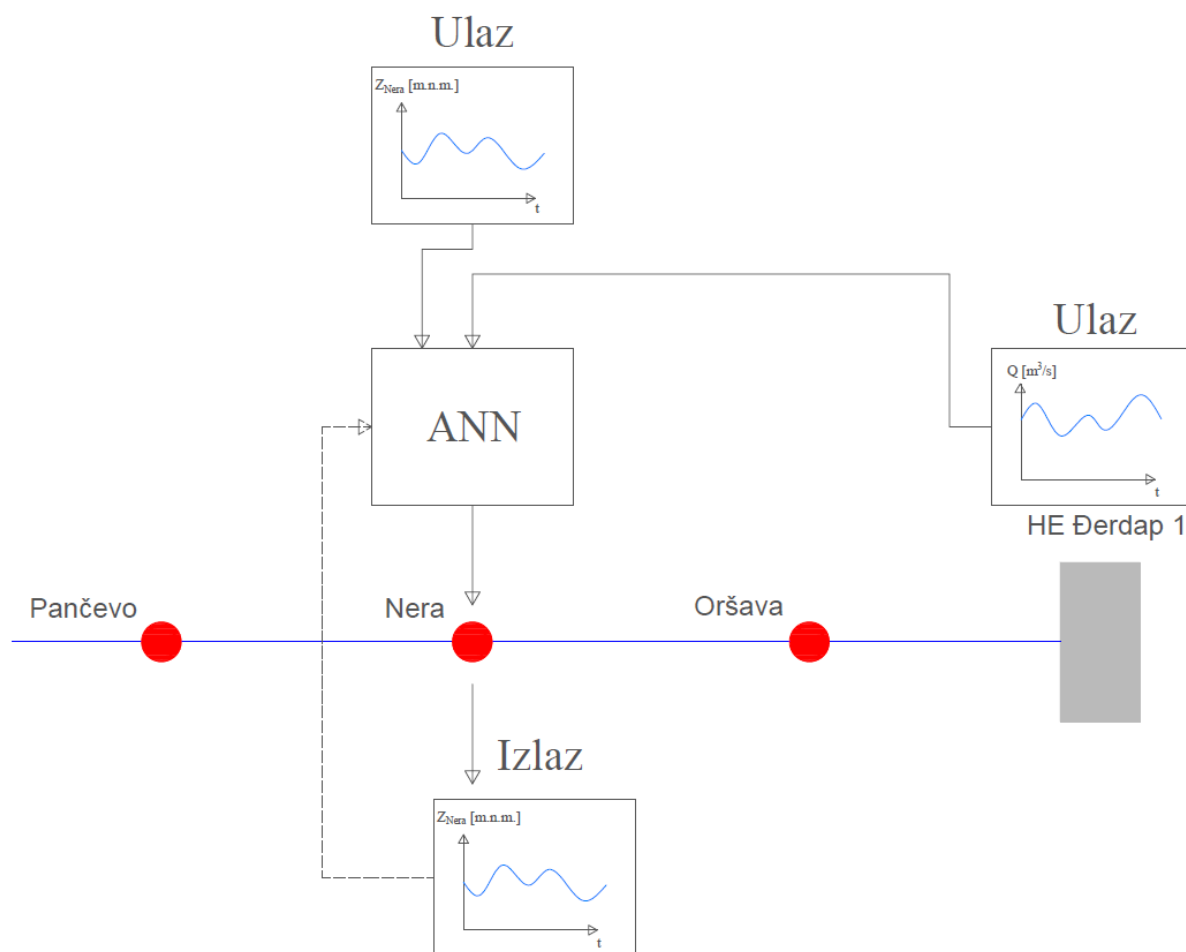 Ulaz
Z_Nera [m.n.m.]
t
Ulaz
Q [m³/s]
t
ANN
HE Đerdap 1
Pančevo
Nera
Oršava
Izlaz
Z_Nera [m.n.m.]
t